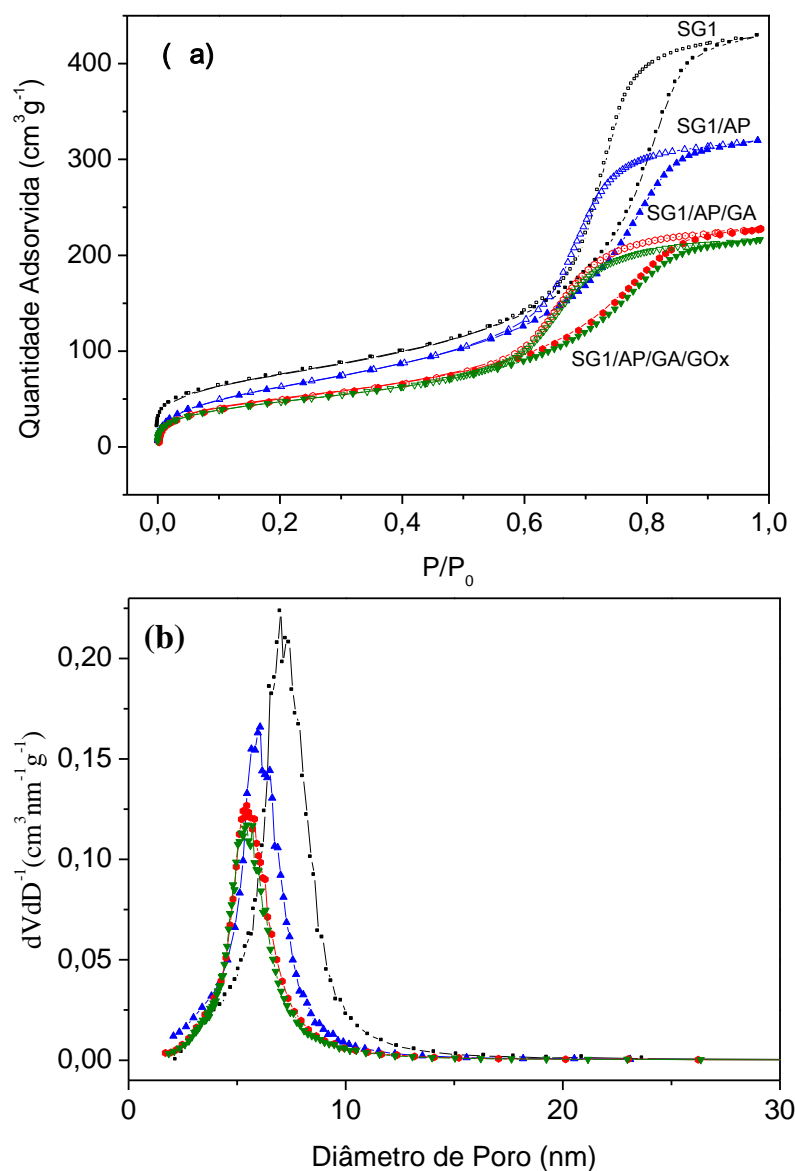 ( a)
SG1
SG1/AP
SG1/AP/GA
SG1/AP/GA/GOx
Quantidade Adsorvida (cm³g⁻¹)
400
300
200
100
0
0,0 0,2 0,4 0,6 0,8 1,0
P/P₀
(b)
dVdD⁻¹(cm³nm⁻¹g⁻¹)
0,20
0,15
0,10
0,05
0,00
0 10 20 30
Diâmetro de Poro (nm)